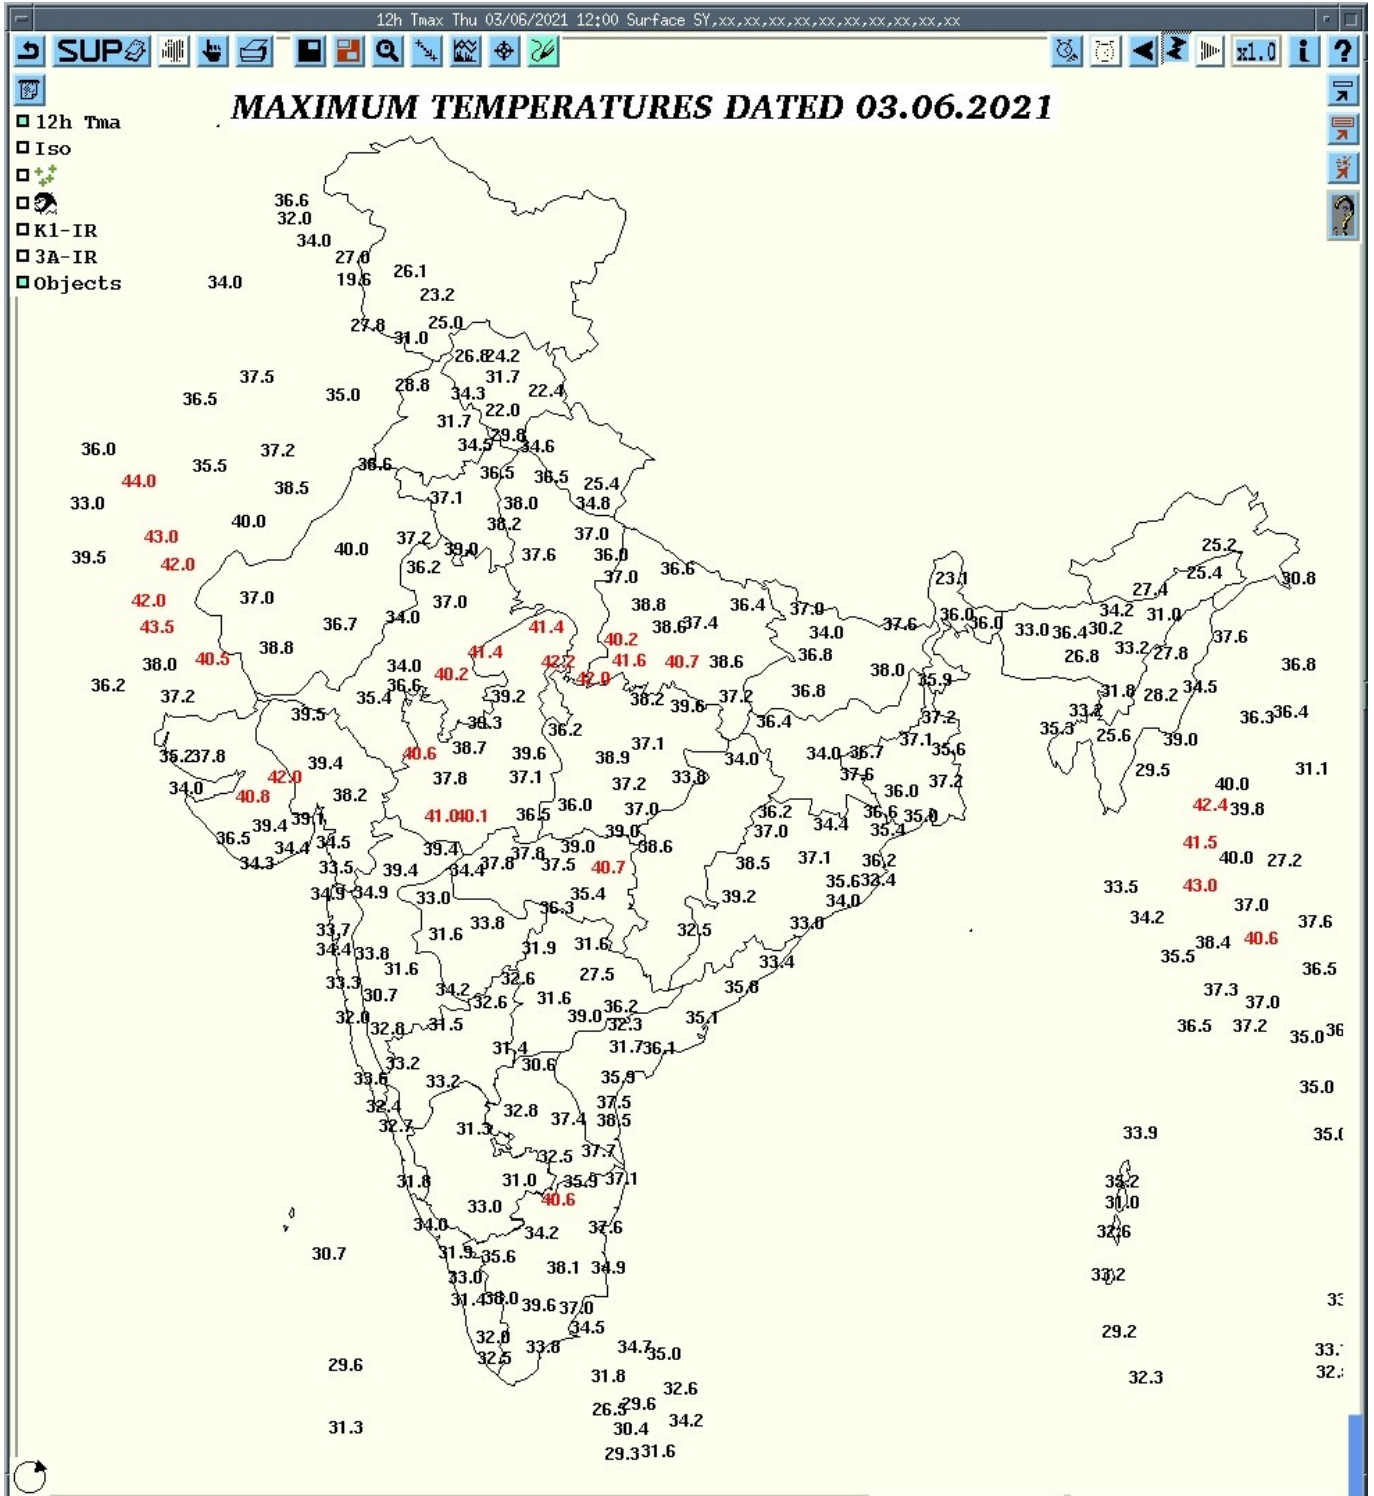 12h Tmax Thu 03/06/2021 12:00 Surface SY,xx,xx,xx,xx,xx,xx,xx,xx,xx,xx
SUP x1.0 i ?
MAXIMUM TEMPERATURES DATED 03.06.2021
12h Tma
Iso
K1-IR
3A-IR
Objects
36.6
32.0
34.0
27.0
34.0 19.6 26.1
23.2
27.8 31.0 25.0
26.8 24.2
37.5 31.7
36.5 35.0 28.8 34.3 22.4
22.0
31.7
36.0 37.2 34.5 29.8 34.6
35.5 38.6
44.0 38.5 36.5 36.5 25.4
33.0 37.1 38.0 34.8
40.0 38.2
43.0 37.2 37.0
39.5 42.0 40.0 39.0 37.6 36.0 25.2
36.2 37.0 36.6 23.1 25.4 30.8
27.4
42.0 37.0 37.0 38.8 36.4 37.0 34.2
43.5 36.7 34.0 41.4 38.6 37.4 34.0 37.6 36.0 36.0 33.0 36.4 30.2 31.0
40.2 37.6
38.8 41.4 36.8 26.8 33.2 27.8
38.0 40.5 34.0 40.2 42.2 41.6 40.7 38.6 38.0 36.8
36.2 36.6 42.0 36.8 35.9 34.5
37.2 35.4 39.2 38.2 39.6 37.2 31.8 28.2
39.5 39.3 36.2 36.4 37.2 33.2 36.3 36.4
35.3 25.6 39.0
35.2 37.8 40.6 38.7 39.6 37.1 37.1 35.6
39.4 38.9 34.0 34.0 36.7
42.0 37.8 37.1 37.2 33.8 37.6 37.2 29.5 31.1
34.0 40.8 38.2 36.0 40.0
41.0 40.1 36.5 36.0 37.0 36.2 36.6 35.0 42.4 39.8
39.4 39.1 39.0 37.0 34.4 35.4
36.5 34.4 34.5 39.4 37.8 39.0 38.6 41.5
34.3 33.5 39.4 34.4 37.8 37.5 40.7 38.5 37.1 36.2 40.0 27.2
34.9 34.9 33.0 35.4 39.2 35.6 32.4 33.5 43.0
36.3 34.0 37.0
33.7 31.6 33.8 32.5 33.0 34.2 37.6
34.4 33.8 31.9 31.6 38.4 40.6
31.6 33.4 35.5 36.5
33.3 32.6 27.5
30.7 34.2 32.6 31.6 36.2 35.6 37.3 37.0
32.0 32.8 31.5 39.0 32.3 35.1 36.5 37.2 35.0
31.4 31.7 36.1
33.2 30.6
33.6 33.2 35.9 35.0
32.4 32.8 37.5
32.7 31.3 37.4 38.5 33.9
32.5 37.7
31.8 31.0 35.9 37.1 31.0
33.0 40.6
34.0 34.2 37.6 32.6
30.7 31.9 35.6
33.0 38.1 34.9 33.2
31.4 39.6 37.0
34.5 29.2
32.0 33.8 34.7
29.6 32.5 35.0
31.8 32.3
32.6
26.5 29.6
31.3 30.4 34.2
29.3 31.6